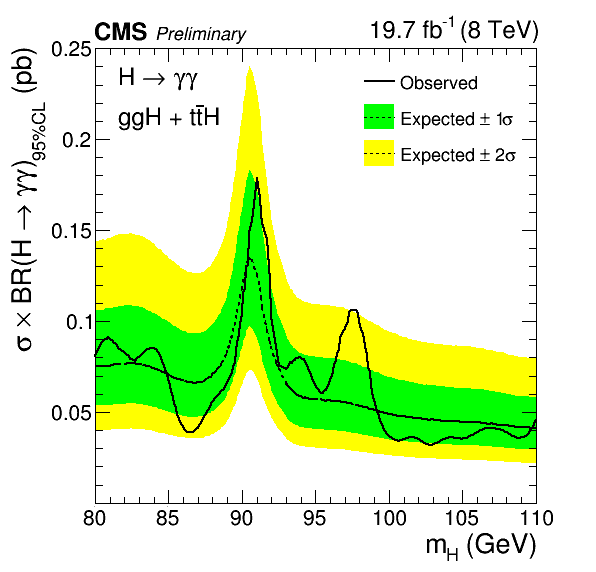 CMS Preliminary 19.7 fb⁻¹ (8 TeV)
σ × BR(H → γγ)95%CL (pb)
0.25
0.2
0.15
0.1
0.05
H → γγ
ggH + tt̄H
Observed
Expected ± 1σ
Expected ± 2σ
80 85 90 95 100 105 110
mH (GeV)